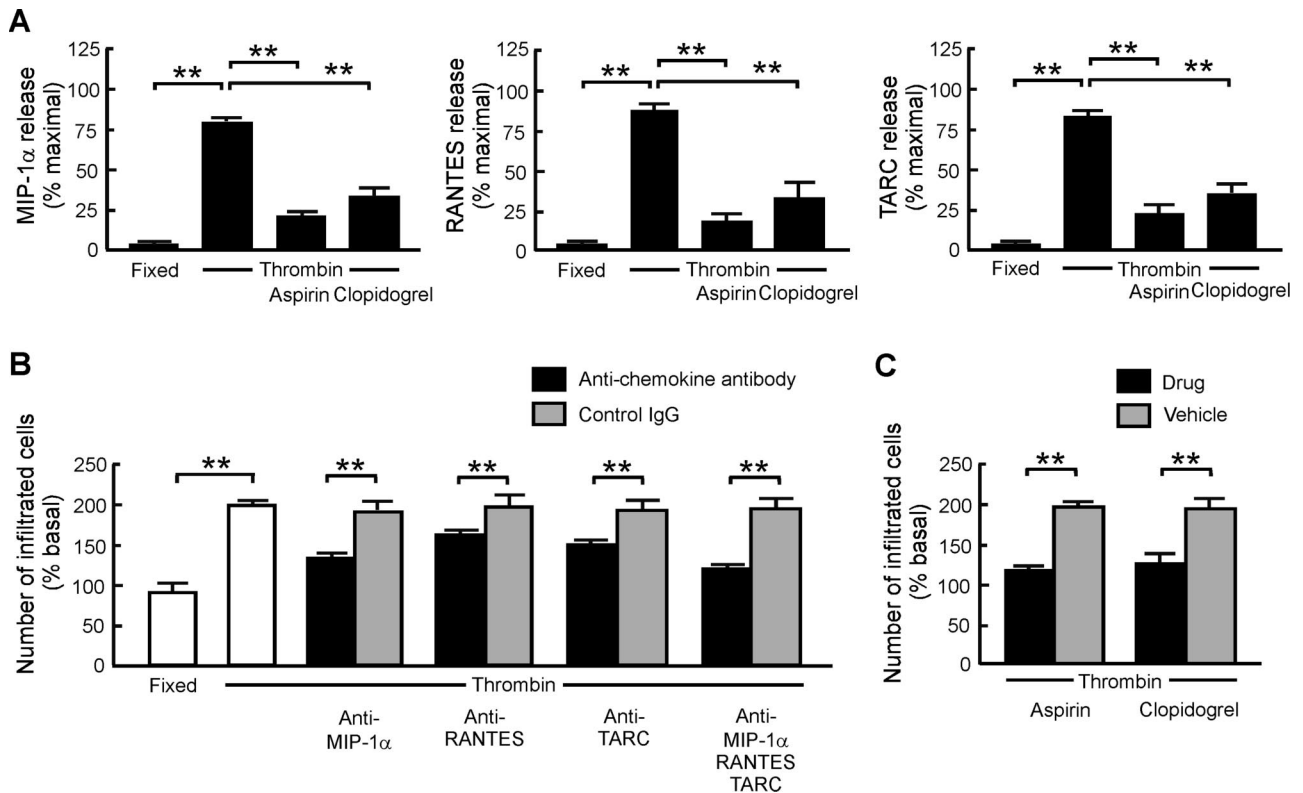 A
MIP-1α release
(% maximal)
125
100
75
50
25
0
**
**
**
Fixed
Thrombin
Aspirin Clopidogrel
RANTES release
(% maximal)
125
100
75
50
25
0
**
**
**
Fixed
Thrombin
Aspirin Clopidogrel
TARC release
(% maximal)
125
100
75
50
25
0
**
**
**
Fixed
Thrombin
Aspirin Clopidogrel
B
Anti-chemokine antibody
Control IgG
Number of infiltrated cells
(% basal)
250
200
150
100
50
0
**
**
**
**
**
Fixed
Thrombin
Anti-
MIP-1α
Anti-
RANTES
Anti-
TARC
Anti-
MIP-1α
RANTES
TARC
C
Drug
Vehicle
Number of infiltrated cells
(% basal)
250
200
150
100
50
0
**
**
Thrombin
Aspirin
Clopidogrel